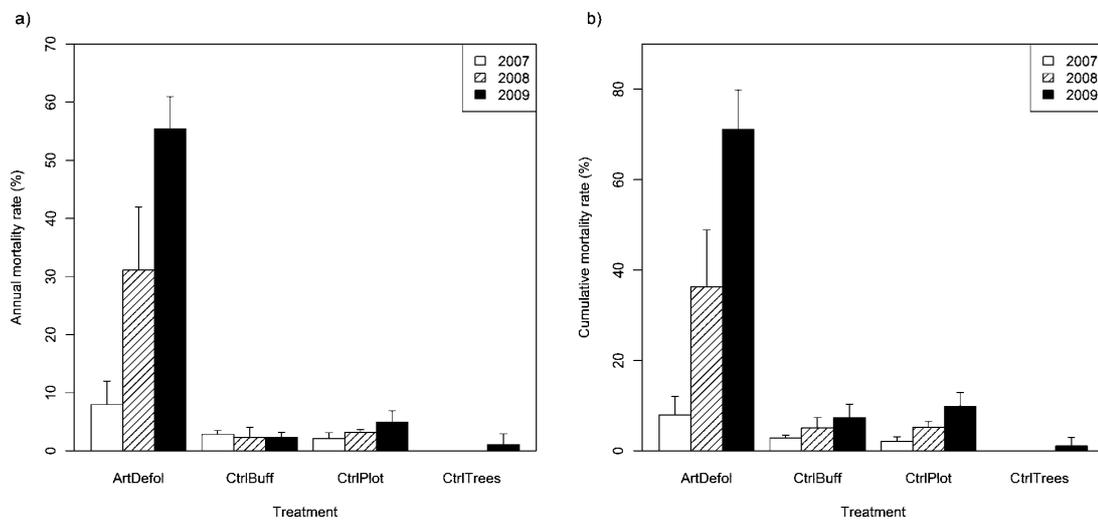 a)
Annual mortality rate (%)
70
60
50
40
30
20
10
0
2007
2008
2009
ArtDefol CtrlBuff CtrlPlot CtrlTrees
Treatment
b)
Cumulative mortality rate (%)
80
60
40
20
0
2007
2008
2009
ArtDefol CtrlBuff CtrlPlot CtrlTrees
Treatment